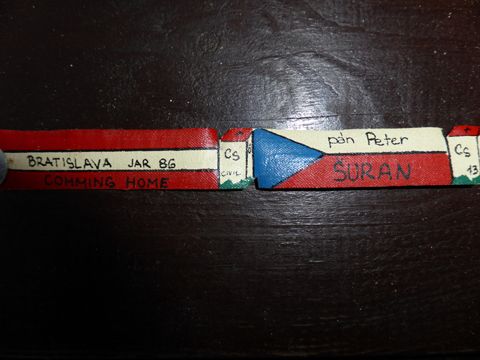 BRATISLAVA JAR 86
COMMING HOME
CS
CIVIL
pán Peter
ŠURAN
CS
13